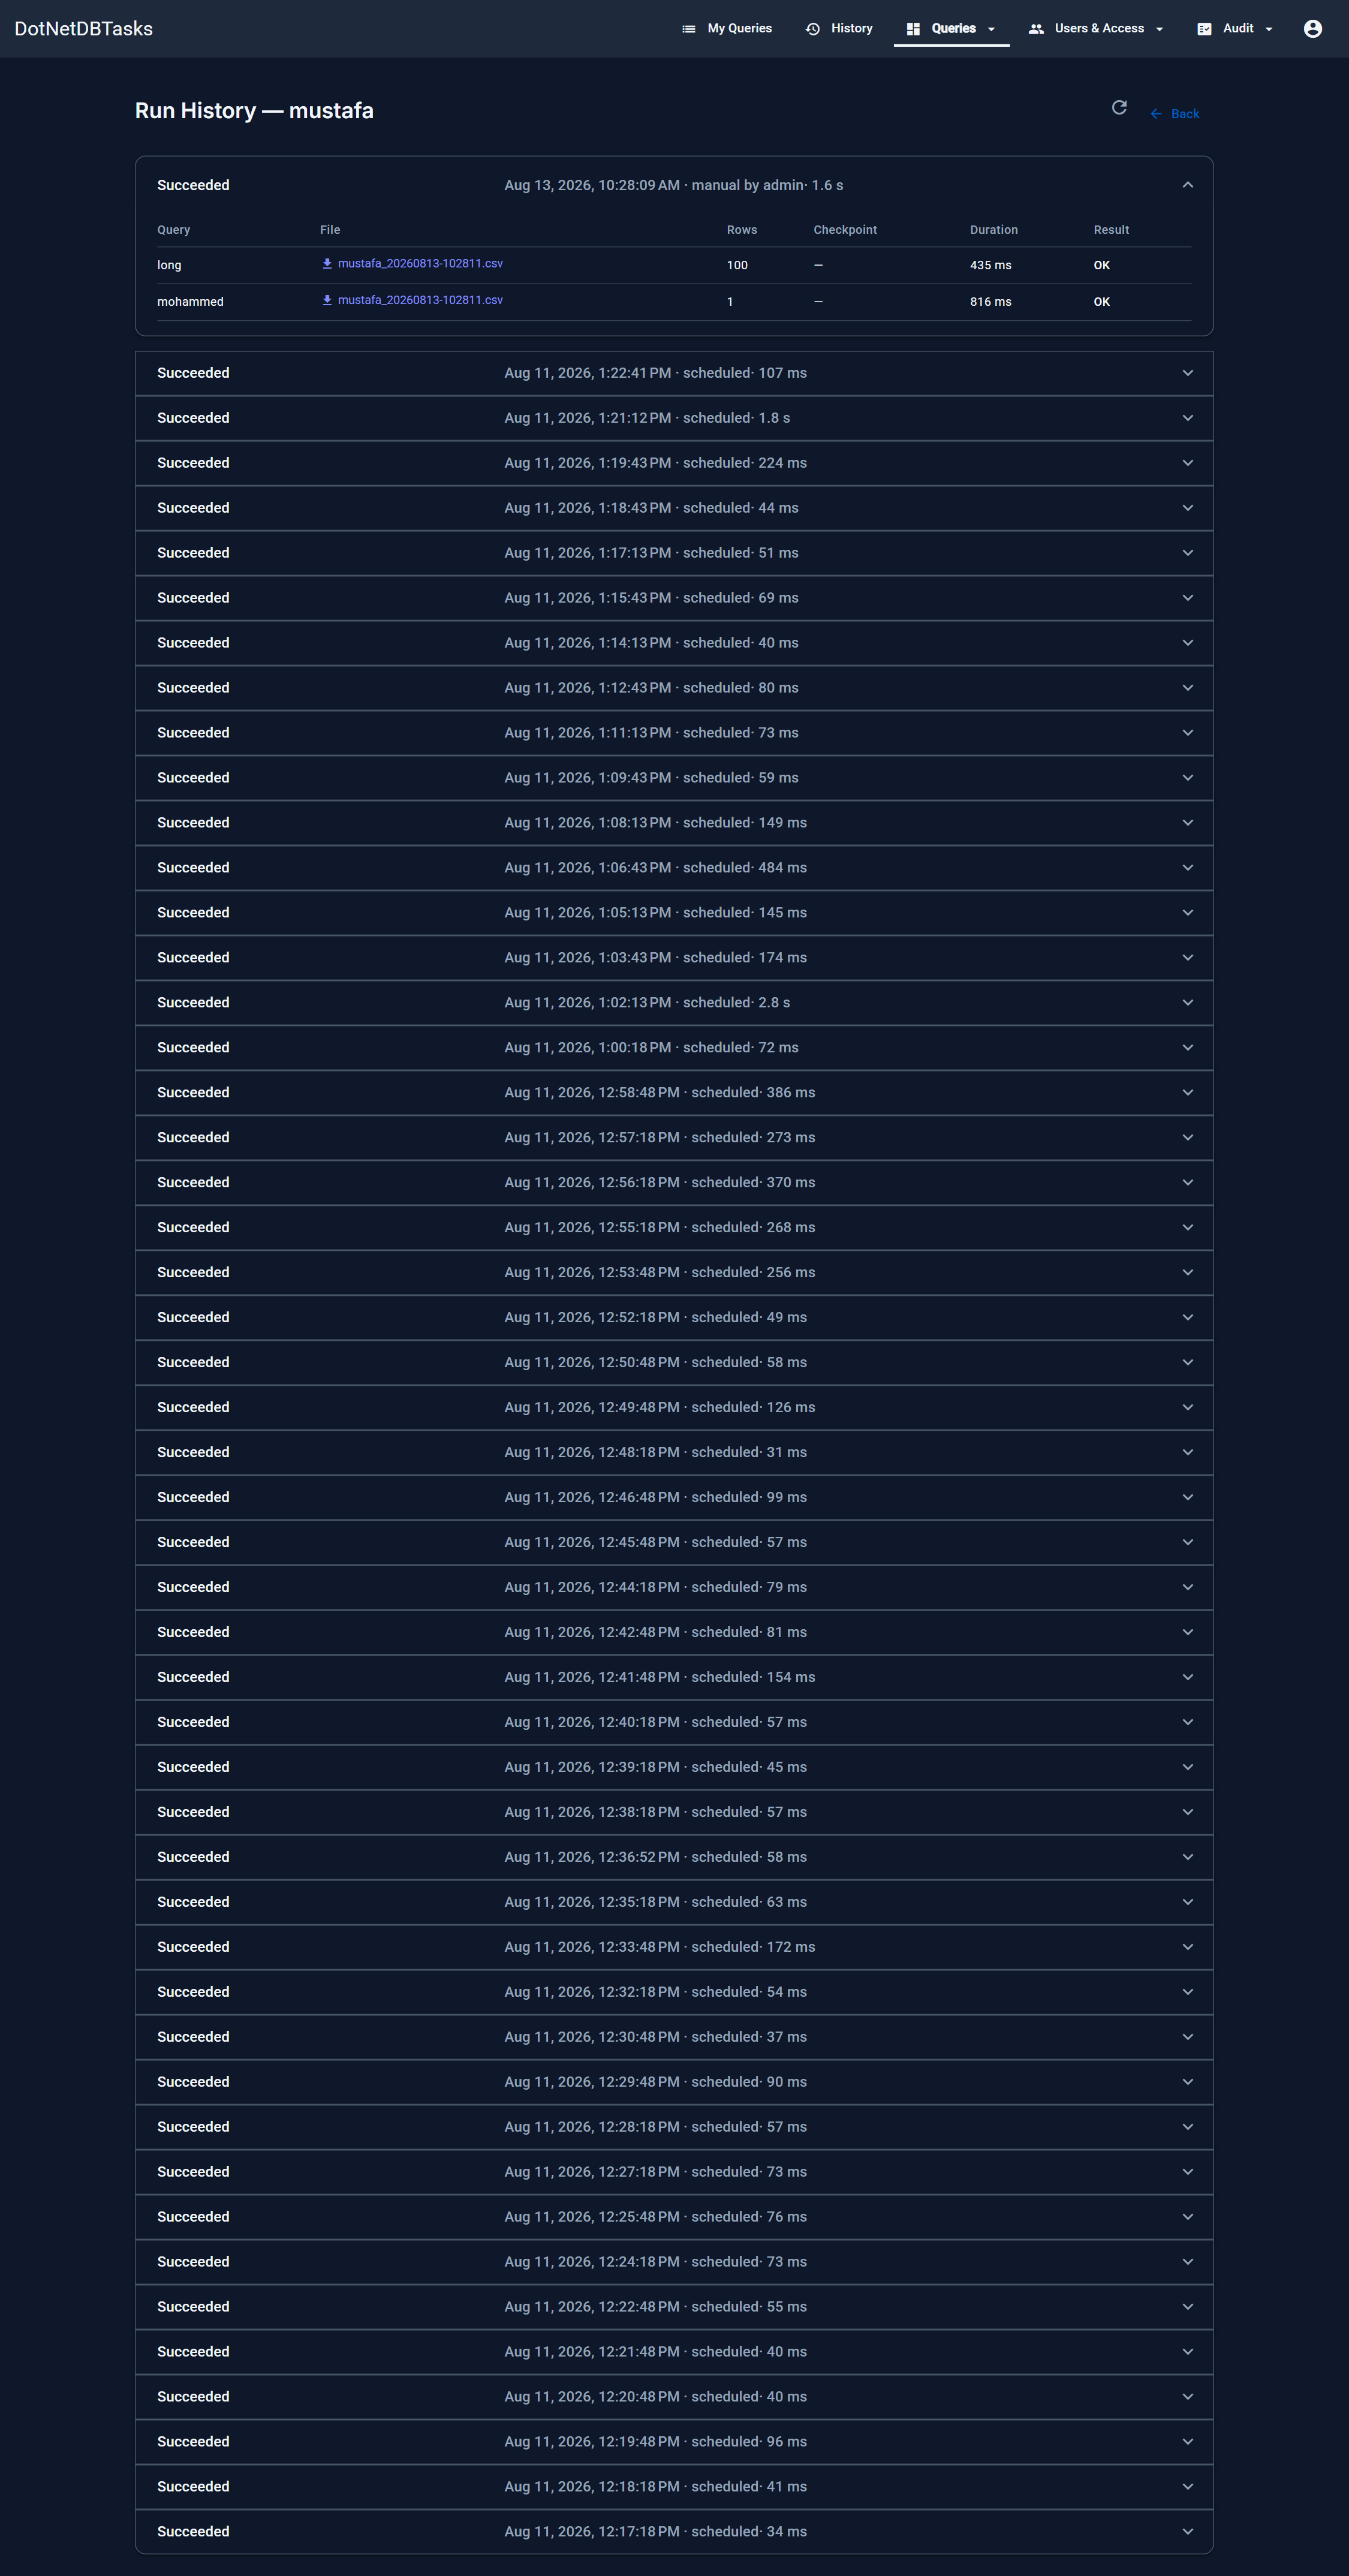 DotNetDBTasks My Queries History Queries Users & Access Audit
Run History — mustafa Back
Succeeded Aug 13, 2026, 10:28:09 AM · manual by admin· 1.6 s
Query File Rows Checkpoint Duration Result
long mustafa_20260813-102811.csv 100 — 435 ms OK
mohammed mustafa_20260813-102811.csv 1 — 816 ms OK
Succeeded Aug 11, 2026, 1:22:41 PM · scheduled· 107 ms
Succeeded Aug 11, 2026, 1:21:12 PM · scheduled· 1.8 s
Succeeded Aug 11, 2026, 1:19:43 PM · scheduled· 224 ms
Succeeded Aug 11, 2026, 1:18:43 PM · scheduled· 44 ms
Succeeded Aug 11, 2026, 1:17:13 PM · scheduled· 51 ms
Succeeded Aug 11, 2026, 1:15:43 PM · scheduled· 69 ms
Succeeded Aug 11, 2026, 1:14:13 PM · scheduled· 40 ms
Succeeded Aug 11, 2026, 1:12:43 PM · scheduled· 80 ms
Succeeded Aug 11, 2026, 1:11:13 PM · scheduled· 73 ms
Succeeded Aug 11, 2026, 1:09:43 PM · scheduled· 59 ms
Succeeded Aug 11, 2026, 1:08:13 PM · scheduled· 149 ms
Succeeded Aug 11, 2026, 1:06:43 PM · scheduled· 484 ms
Succeeded Aug 11, 2026, 1:05:13 PM · scheduled· 145 ms
Succeeded Aug 11, 2026, 1:03:43 PM · scheduled· 174 ms
Succeeded Aug 11, 2026, 1:02:13 PM · scheduled· 2.8 s
Succeeded Aug 11, 2026, 1:00:18 PM · scheduled· 72 ms
Succeeded Aug 11, 2026, 12:58:48 PM · scheduled· 386 ms
Succeeded Aug 11, 2026, 12:57:18 PM · scheduled· 273 ms
Succeeded Aug 11, 2026, 12:56:18 PM · scheduled· 370 ms
Succeeded Aug 11, 2026, 12:55:18 PM · scheduled· 268 ms
Succeeded Aug 11, 2026, 12:53:48 PM · scheduled· 256 ms
Succeeded Aug 11, 2026, 12:52:18 PM · scheduled· 49 ms
Succeeded Aug 11, 2026, 12:50:48 PM · scheduled· 58 ms
Succeeded Aug 11, 2026, 12:49:48 PM · scheduled· 126 ms
Succeeded Aug 11, 2026, 12:48:18 PM · scheduled· 31 ms
Succeeded Aug 11, 2026, 12:46:48 PM · scheduled· 99 ms
Succeeded Aug 11, 2026, 12:45:48 PM · scheduled· 57 ms
Succeeded Aug 11, 2026, 12:44:18 PM · scheduled· 79 ms
Succeeded Aug 11, 2026, 12:42:48 PM · scheduled· 81 ms
Succeeded Aug 11, 2026, 12:41:48 PM · scheduled· 154 ms
Succeeded Aug 11, 2026, 12:40:18 PM · scheduled· 57 ms
Succeeded Aug 11, 2026, 12:39:18 PM · scheduled· 45 ms
Succeeded Aug 11, 2026, 12:38:18 PM · scheduled· 57 ms
Succeeded Aug 11, 2026, 12:36:52 PM · scheduled· 58 ms
Succeeded Aug 11, 2026, 12:35:18 PM · scheduled· 63 ms
Succeeded Aug 11, 2026, 12:33:48 PM · scheduled· 172 ms
Succeeded Aug 11, 2026, 12:32:18 PM · scheduled· 54 ms
Succeeded Aug 11, 2026, 12:30:48 PM · scheduled· 37 ms
Succeeded Aug 11, 2026, 12:29:48 PM · scheduled· 90 ms
Succeeded Aug 11, 2026, 12:28:18 PM · scheduled· 57 ms
Succeeded Aug 11, 2026, 12:27:18 PM · scheduled· 73 ms
Succeeded Aug 11, 2026, 12:25:48 PM · scheduled· 76 ms
Succeeded Aug 11, 2026, 12:24:18 PM · scheduled· 73 ms
Succeeded Aug 11, 2026, 12:22:48 PM · scheduled· 55 ms
Succeeded Aug 11, 2026, 12:21:48 PM · scheduled· 40 ms
Succeeded Aug 11, 2026, 12:20:48 PM · scheduled· 40 ms
Succeeded Aug 11, 2026, 12:19:48 PM · scheduled· 96 ms
Succeeded Aug 11, 2026, 12:18:18 PM · scheduled· 41 ms
Succeeded Aug 11, 2026, 12:17:18 PM · scheduled· 34 ms